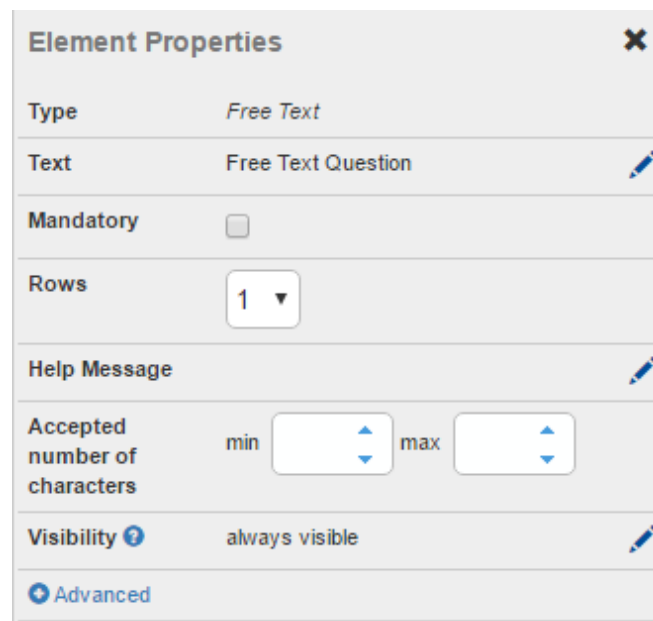 Element Properties
Type Free Text
Text Free Text Question
Mandatory
Rows 1
Help Message
Accepted number of characters min max
Visibility always visible
Advanced